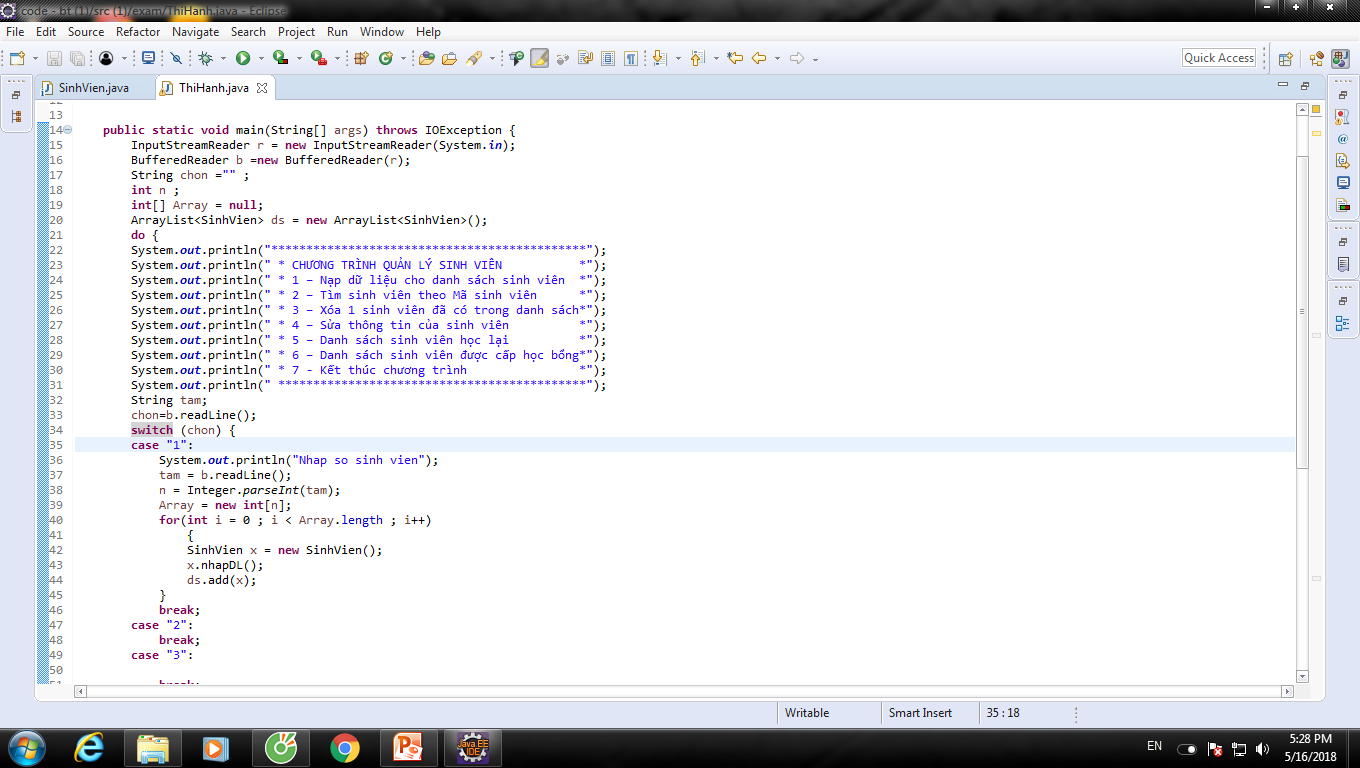 code - bt (1)/src (1)/exam/ThiHanh.java - Eclipse
File Edit Source Refactor Navigate Search Project Run Window Help
Quick Access
SinhVien.java ThiHanh.java
13
14 public static void main(String[] args) throws IOException {
15 InputStreamReader r = new InputStreamReader(System.in);
16 BufferedReader b =new BufferedReader(r);
17 String chon ="" ;
18 int n ;
19 int[] Array = null;
20 ArrayList<SinhVien> ds = new ArrayList<SinhVien>();
21 do {
22 System.out.println("*********************************************");
23 System.out.println(" * CHƯƠNG TRÌNH QUẢN LÝ SINH VIÊN *");
24 System.out.println(" * 1 – Nạp dữ liệu cho danh sách sinh viên *");
25 System.out.println(" * 2 – Tìm sinh viên theo Mã sinh viên *");
26 System.out.println(" * 3 – Xóa 1 sinh viên đã có trong danh sách*");
27 System.out.println(" * 4 – Sửa thông tin của sinh viên *");
28 System.out.println(" * 5 – Danh sách sinh viên học lại *");
29 System.out.println(" * 6 – Danh sách sinh viên được cấp học bổng*");
30 System.out.println(" * 7 - Kết thúc chương trình *");
31 System.out.println(" ********************************************");
32 String tam;
33 chon=b.readLine();
34 switch (chon) {
35 case "1":
36 System.out.println("Nhap so sinh vien");
37 tam = b.readLine();
38 n = Integer.parseInt(tam);
39 Array = new int[n];
40 for(int i = 0 ; i < Array.length ; i++)
41 {
42 SinhVien x = new SinhVien();
43 x.nhapDL();
44 ds.add(x);
45 }
46 break;
47 case "2":
48 break;
49 case "3":
50
51 break;
Writable Smart Insert 35 : 18
EN 5:28 PM
5/16/2018
Java EE
IDE